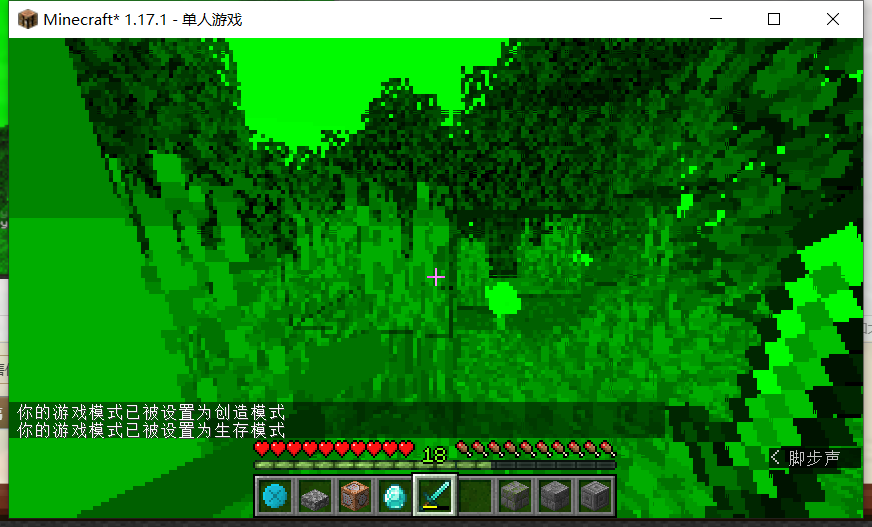 Minecraft* 1.17.1 - 单人游戏
你的游戏模式已被设置为创造模式
你的游戏模式已被设置为生存模式
18
< 脚步声